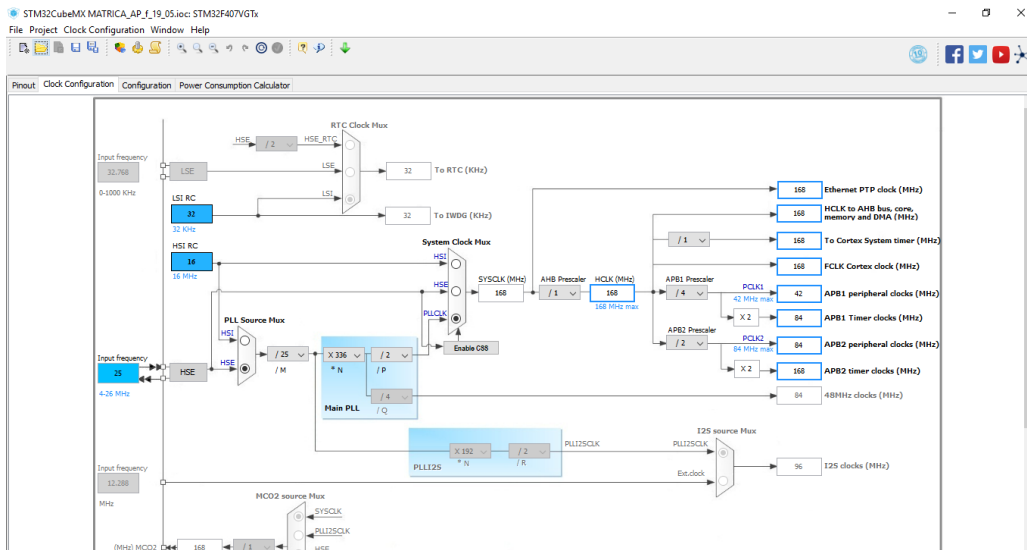 STM32CubeMX MATRICA_AP_f_19_05.ioc: STM32F407VGTx
File Project Clock Configuration Window Help
Pinout Clock Configuration Configuration Power Consumption Calculator
RTC Clock Mux
HSE / 2 HSE_RTC
Input frequency
32.768
0-1000 KHz
LSE
LSE
32 To RTC (KHz)
LSI RC
32
32 KHz
LSI
32 To IWDG (KHz)
HSI RC
16
16 MHz
System Clock Mux
HSI
HSE
PLLCLK
Enable CSS
SYSCLK (MHz)
168
AHB Prescaler
/ 1
HCLK (MHz)
168
168 MHz max
168 Ethernet PTP clock (MHz)
168 HCLK to AHB bus, core,
memory and DMA (MHz)
/ 1 168 To Cortex System timer (MHz)
168 FCLK Cortex clock (MHz)
APB1 Prescaler
/ 4
PCLK1
42 MHz max
42 APB1 peripheral clocks (MHz)
X 2 84 APB1 Timer clocks (MHz)
APB2 Prescaler
/ 2
PCLK2
84 MHz max
84 APB2 peripheral clocks (MHz)
X 2 168 APB2 timer clocks (MHz)
84 48MHz clocks (MHz)
PLL Source Mux
HSI
HSE
Input frequency
25
4-26 MHz
HSE
/ 25
/ M
X 336
* N
/ 2
/ P
/ 4
/ Q
Main PLL
PLLI2S
X 192
* N
/ 2
/ R
PLLI2SCLK
I2S source Mux
PLLI2SCLK
Ext.clock
96 I2S clocks (MHz)
Input frequency
12.288
MHz
MCO2 source Mux
SYSCLK
PLLI2SCLK
HSE
(MHz) MCO2 168 / 1